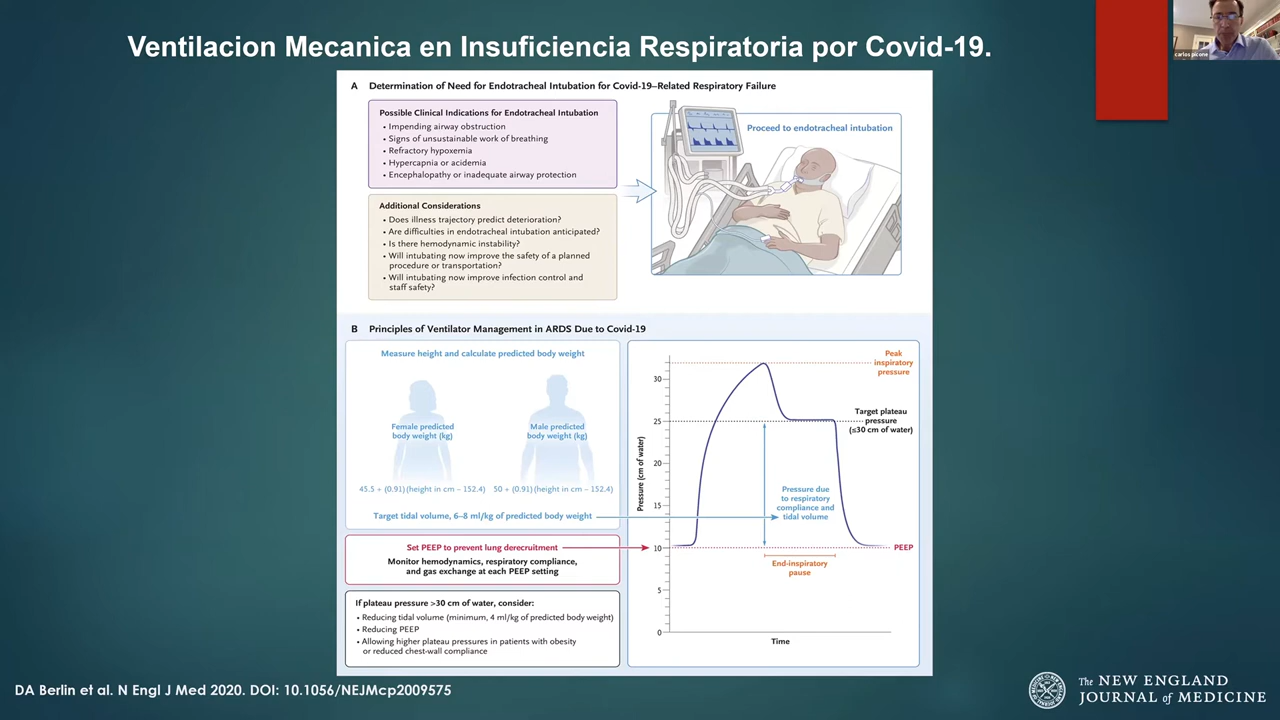 Ventilacion Mecanica en Insuficiencia Respiratoria por Covid-19.
carlos picone
A Determination of Need for Endotracheal Intubation for Covid-19–Related Respiratory Failure
Possible Clinical Indications for Endotracheal Intubation
• Impending airway obstruction
• Signs of unsustainable work of breathing
• Refractory hypoxemia
• Hypercapnia or acidemia
• Encephalopathy or inadequate airway protection
Additional Considerations
• Does illness trajectory predict deterioration?
• Are difficulties in endotracheal intubation anticipated?
• Is there hemodynamic instability?
• Will intubating now improve the safety of a planned
procedure or transportation?
• Will intubating now improve infection control and
staff safety?
Proceed to endotracheal intubation
B Principles of Ventilator Management in ARDS Due to Covid-19
Measure height and calculate predicted body weight
Female predicted
body weight (kg)
Male predicted
body weight (kg)
45.5 + (0.91)(height in cm – 152.4)
50 + (0.91)(height in cm – 152.4)
Target tidal volume, 6–8 ml/kg of predicted body weight
Set PEEP to prevent lung derecruitment
Monitor hemodynamics, respiratory compliance,
and gas exchange at each PEEP setting
If plateau pressure >30 cm of water, consider:
• Reducing tidal volume (minimum, 4 ml/kg of predicted body weight)
• Reducing PEEP
• Allowing higher plateau pressures in patients with obesity
or reduced chest-wall compliance
Pressure (cm of water)
30
25
20
15
10
5
0
Time
Peak
inspiratory
pressure
Target plateau
pressure
(≤30 cm of water)
Pressure due
to respiratory
compliance and
tidal volume
PEEP
End-inspiratory
pause
DA Berlin et al. N Engl J Med 2020. DOI: 10.1056/NEJMcp2009575
The NEW ENGLAND
JOURNAL of MEDICINE